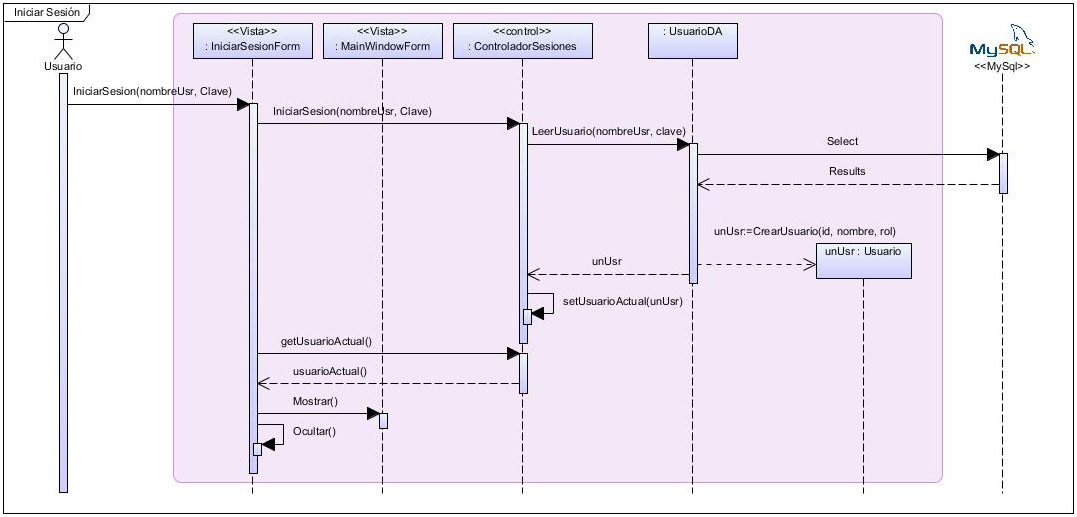 Iniciar Sesión
Usuario
<<Vista>>
: IniciarSesionForm
<<Vista>>
: MainWindowForm
<<control>>
: ControladorSesiones
: UsuarioDA
MySQL
<<MySql>>
IniciarSesion(nombreUsr, Clave)
IniciarSesion(nombreUsr, Clave)
LeerUsuario(nombreUsr, clave)
Select
Results
unUsr:=CrearUsuario(id, nombre, rol)
unUsr : Usuario
unUsr
setUsuarioActual(unUsr)
getUsuarioActual()
usuarioActual()
Mostrar()
Ocultar()